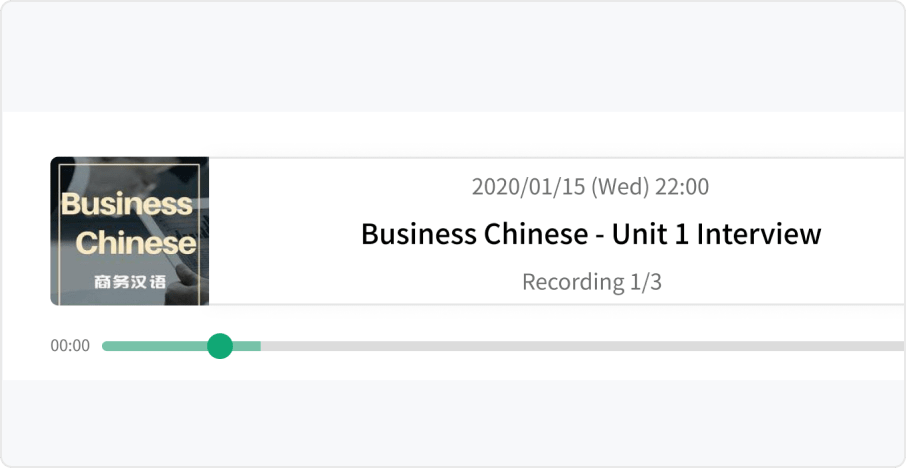 Business
Chinese
商务汉语
2020/01/15 (Wed) 22:00
Business Chinese - Unit 1 Interview
Recording 1/3
00:00